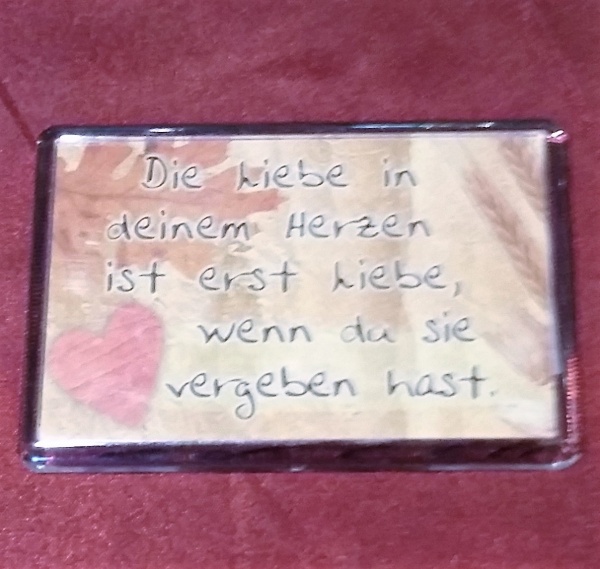 Die Liebe in
deinem Herzen
ist erst Liebe,
wenn du sie
vergeben hast.